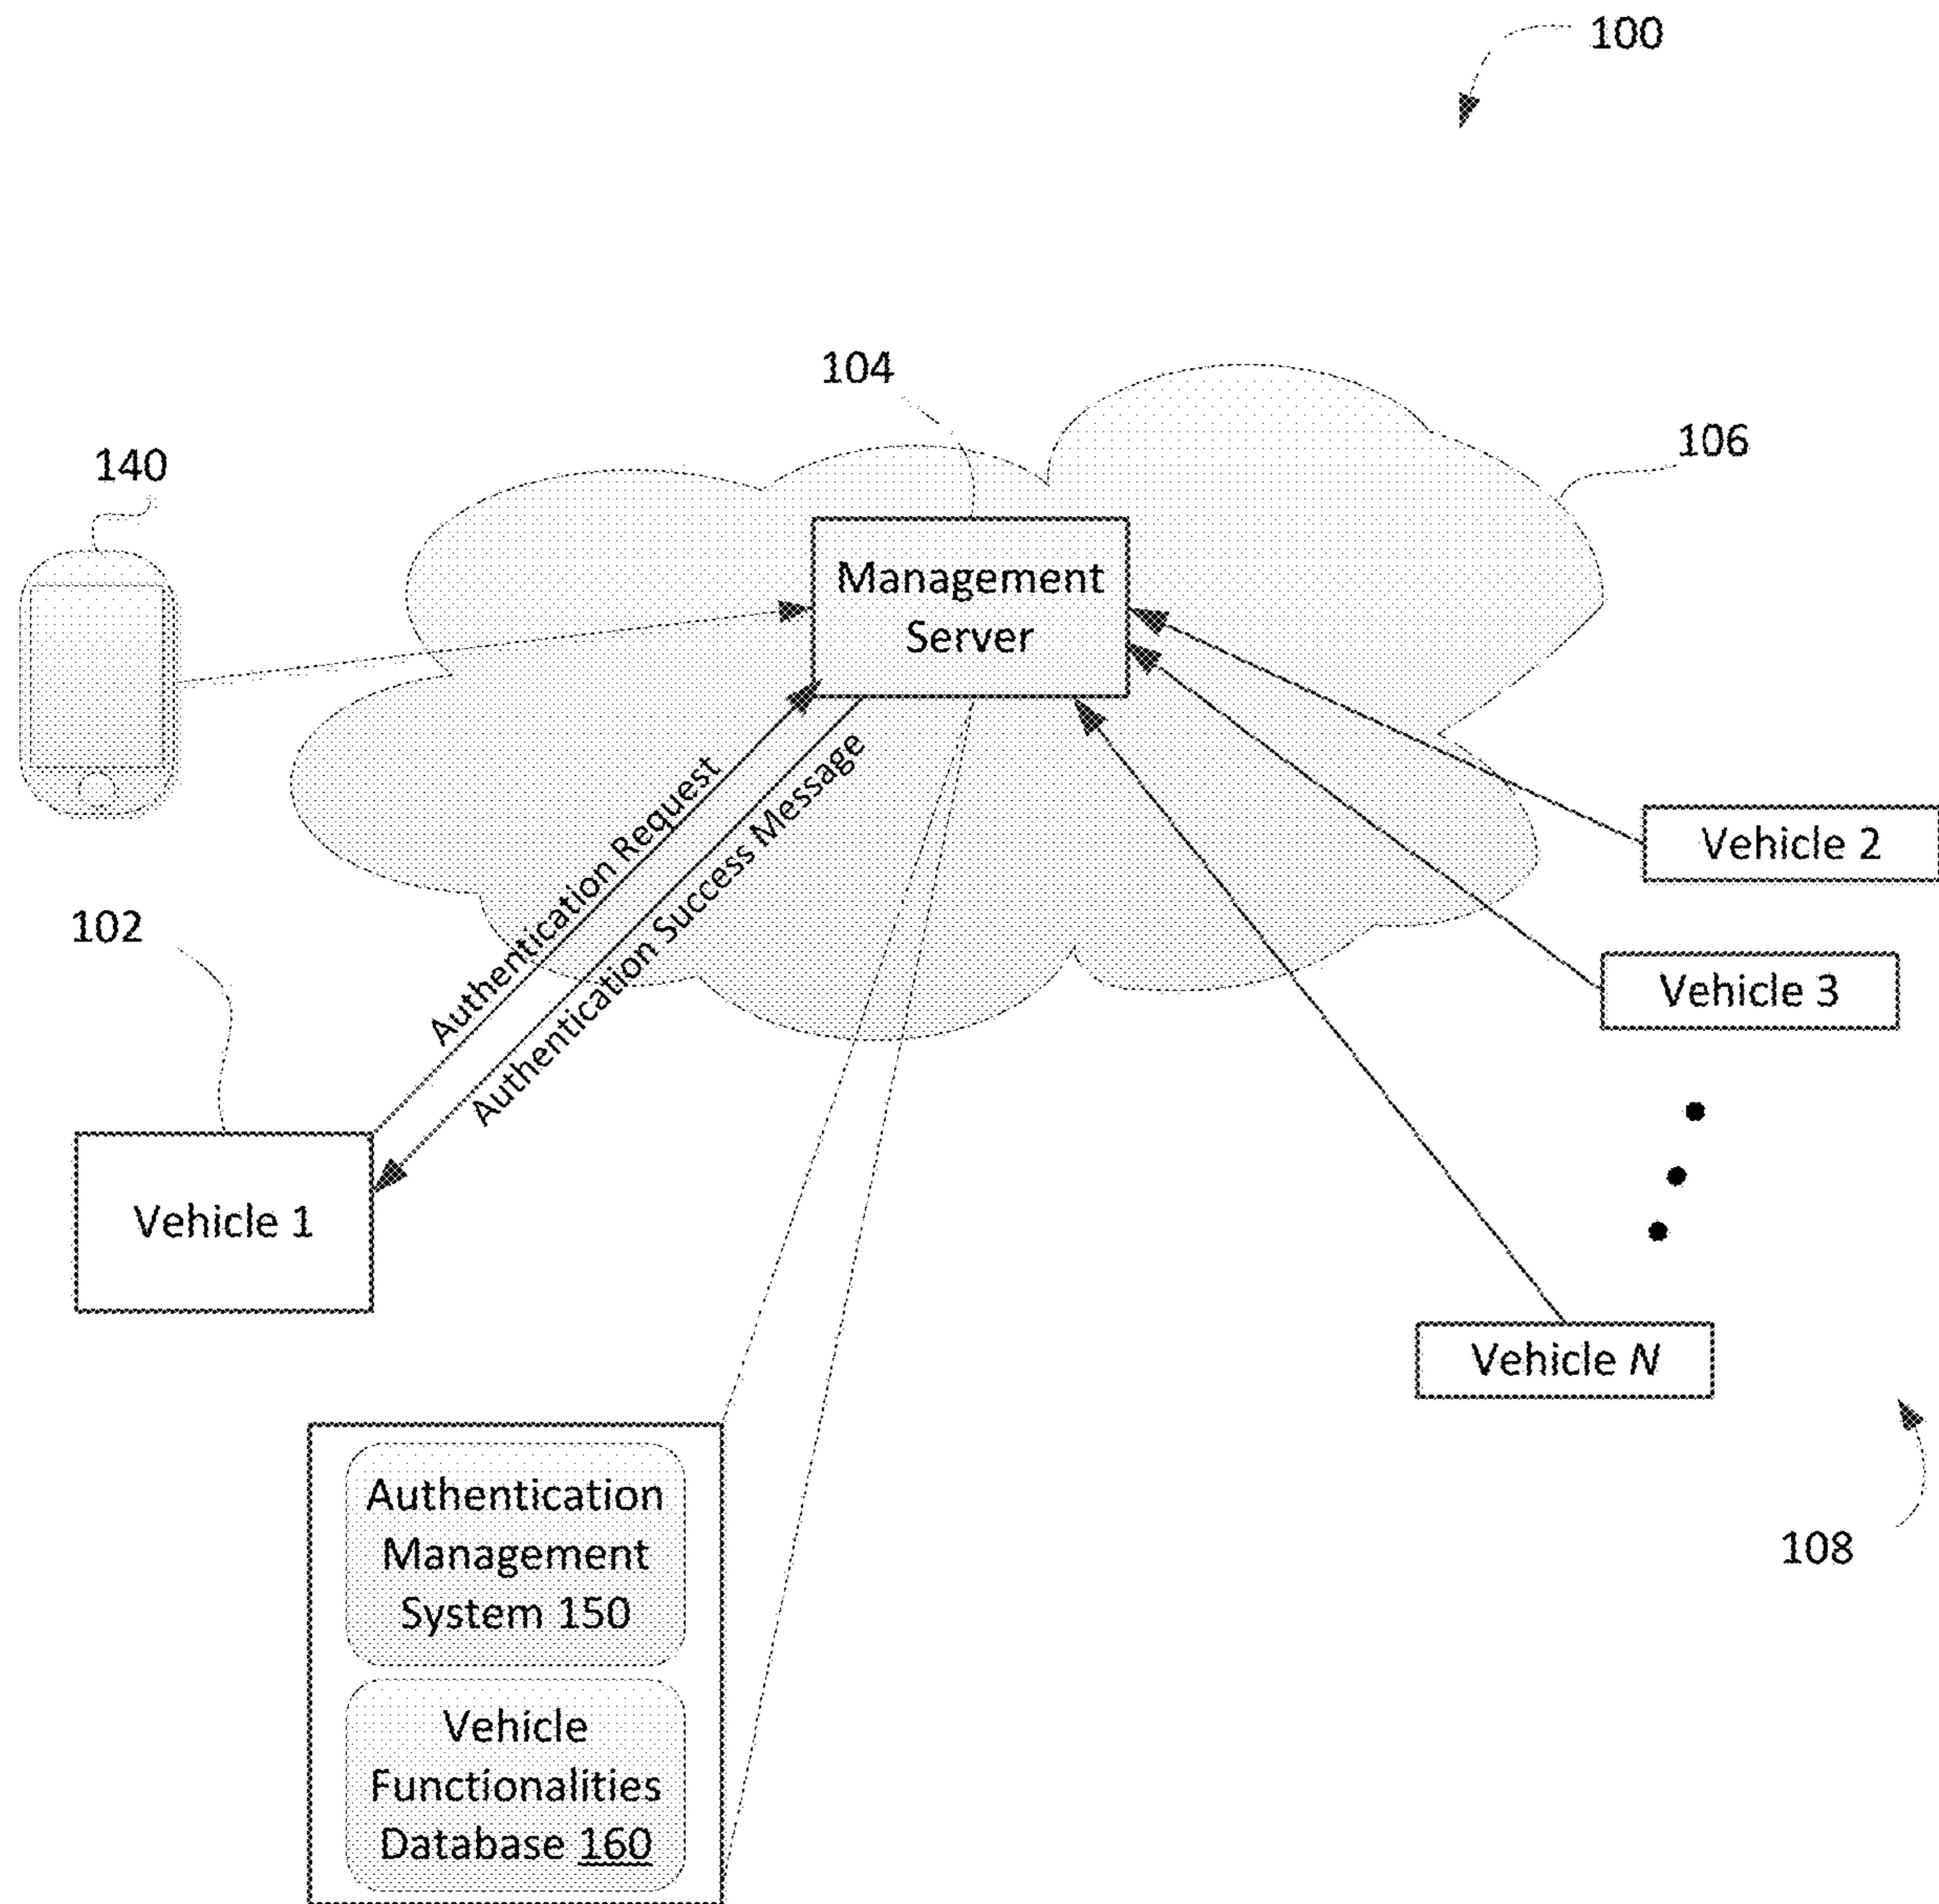 100
104
106
140
Management
Server
Authentication Request
Authentication Success Message
Vehicle 2
102
Vehicle 3
Vehicle 1
Vehicle N
Authentication
Management
System 150
108
Vehicle
Functionalities
Database 160